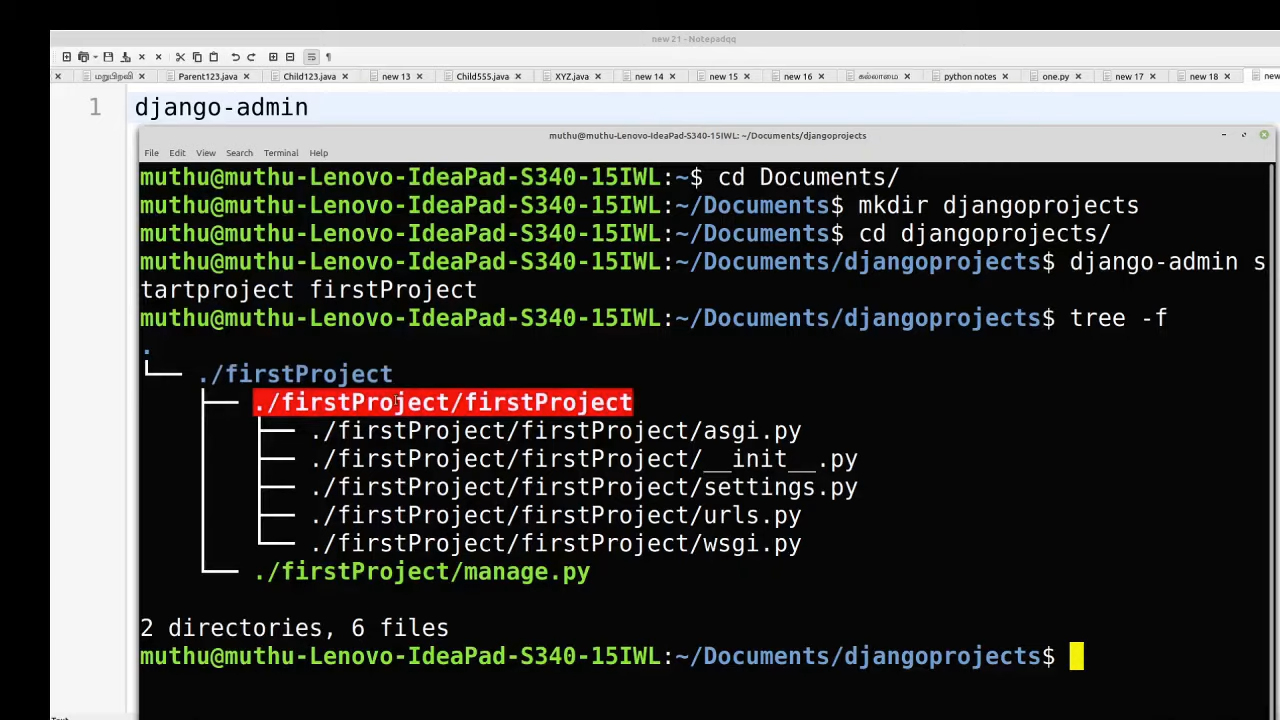 new 21 - Notepadqq
மறுபிறவி Parent123.java Child123.java new 13 Child555.java XYZ.java new 14 new 15 new 16 கல்லாமை python notes one.py new 17 new 18 new
1 django-admin
muthu@muthu-Lenovo-IdeaPad-S340-15IWL: ~/Documents/djangoprojects
File Edit View Search Terminal Help
muthu@muthu-Lenovo-IdeaPad-S340-15IWL:~$ cd Documents/
muthu@muthu-Lenovo-IdeaPad-S340-15IWL:~/Documents$ mkdir djangoprojects
muthu@muthu-Lenovo-IdeaPad-S340-15IWL:~/Documents$ cd djangoprojects/
muthu@muthu-Lenovo-IdeaPad-S340-15IWL:~/Documents/djangoprojects$ django-admin s
tartproject firstProject
muthu@muthu-Lenovo-IdeaPad-S340-15IWL:~/Documents/djangoprojects$ tree -f
.
└── ./firstProject
├── ./firstProject/firstProject
│   ├── ./firstProject/firstProject/asgi.py
│   ├── ./firstProject/firstProject/__init__.py
│   ├── ./firstProject/firstProject/settings.py
│   ├── ./firstProject/firstProject/urls.py
│   └── ./firstProject/firstProject/wsgi.py
└── ./firstProject/manage.py
2 directories, 6 files
muthu@muthu-Lenovo-IdeaPad-S340-15IWL:~/Documents/djangoprojects$